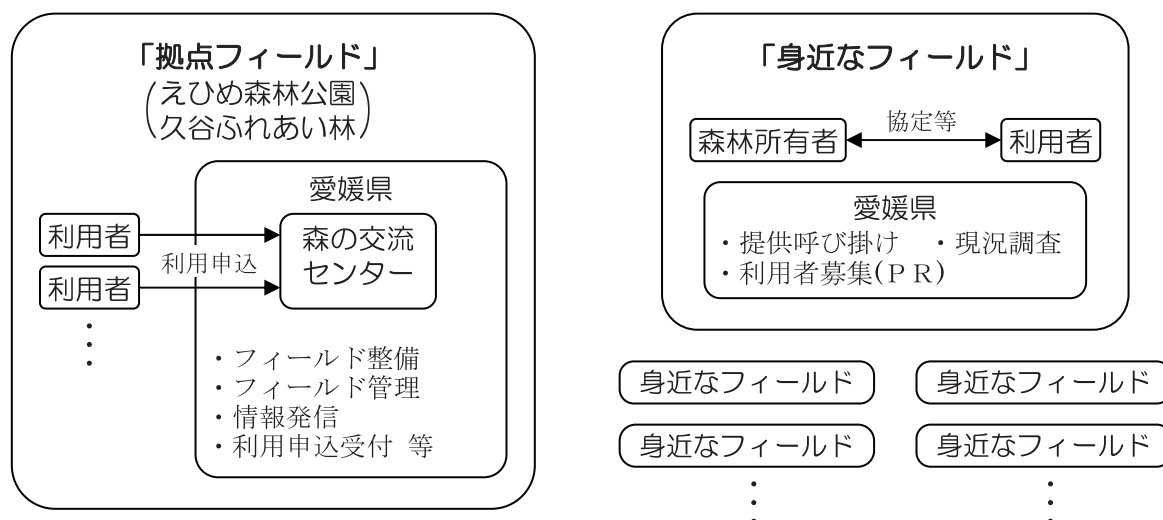 「拠点フィールド」
(えひめ森林公園
久谷ふれあい林)
愛媛県
利用者
森の交流
センター
利用申込
利用者
・
・
・
・フィールド整備
・フィールド管理
・情報発信
・利用申込受付 等
「身近なフィールド」
森林所有者
協定等
利用者
愛媛県
・提供呼び掛け ・現況調査
・利用者募集(ＰＲ)
身近なフィールド
身近なフィールド
身近なフィールド
身近なフィールド
・
・
・
・
・
・